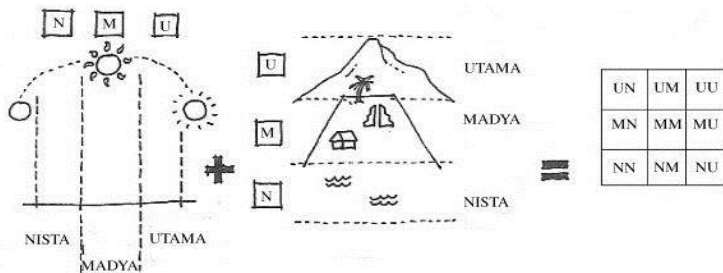 N M U
NISTA UTAMA
MADYA
U UTAMA
M MADYA
N NISTA
UN UM UU
MN MM MU
NN NM NU